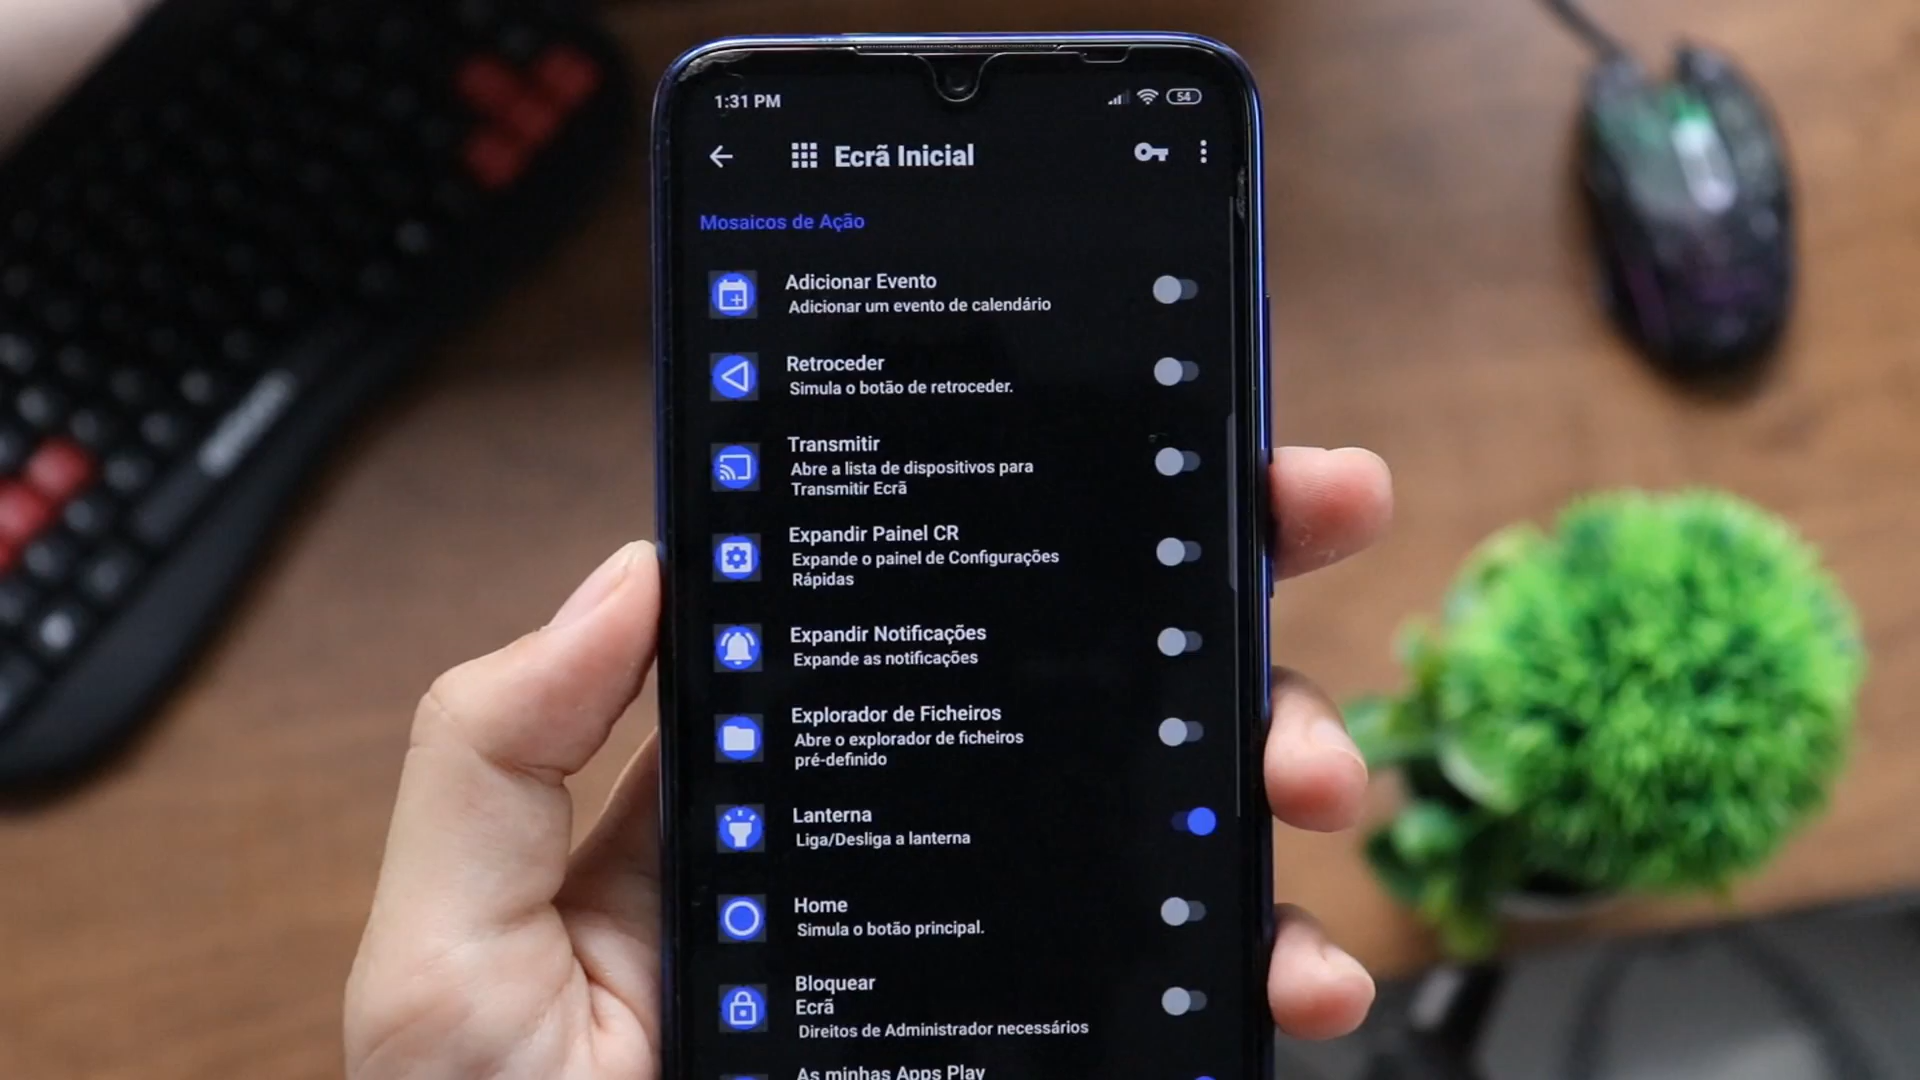 1:31 PM
54
Ecrã Inicial
Mosaicos de Ação
Adicionar Evento
Adicionar um evento de calendário
Retroceder
Simula o botão de retroceder.
Transmitir
Abre a lista de dispositivos para
Transmitir Ecrã
Expandir Painel CR
Expande o painel de Configurações
Rápidas
Expandir Notificações
Expande as notificações
Explorador de Ficheiros
Abre o explorador de ficheiros
pré-definido
Lanterna
Liga/Desliga a lanterna
Home
Simula o botão principal.
Bloquear
Ecrã
Direitos de Administrador necessários
As minhas Apps Play